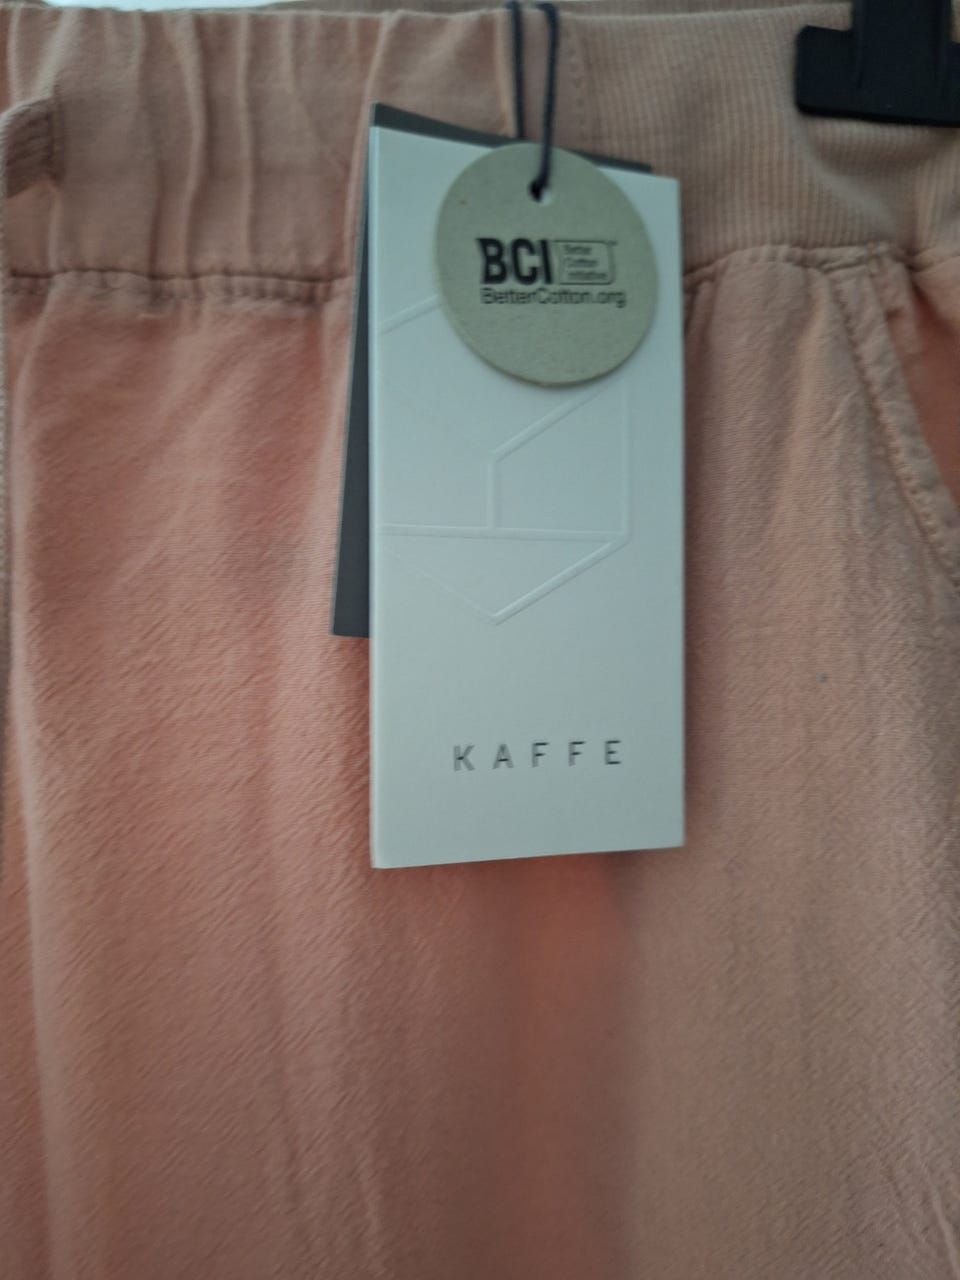 BCI
Better
Cotton
Initiative
BetterCotton.org
KAFFE